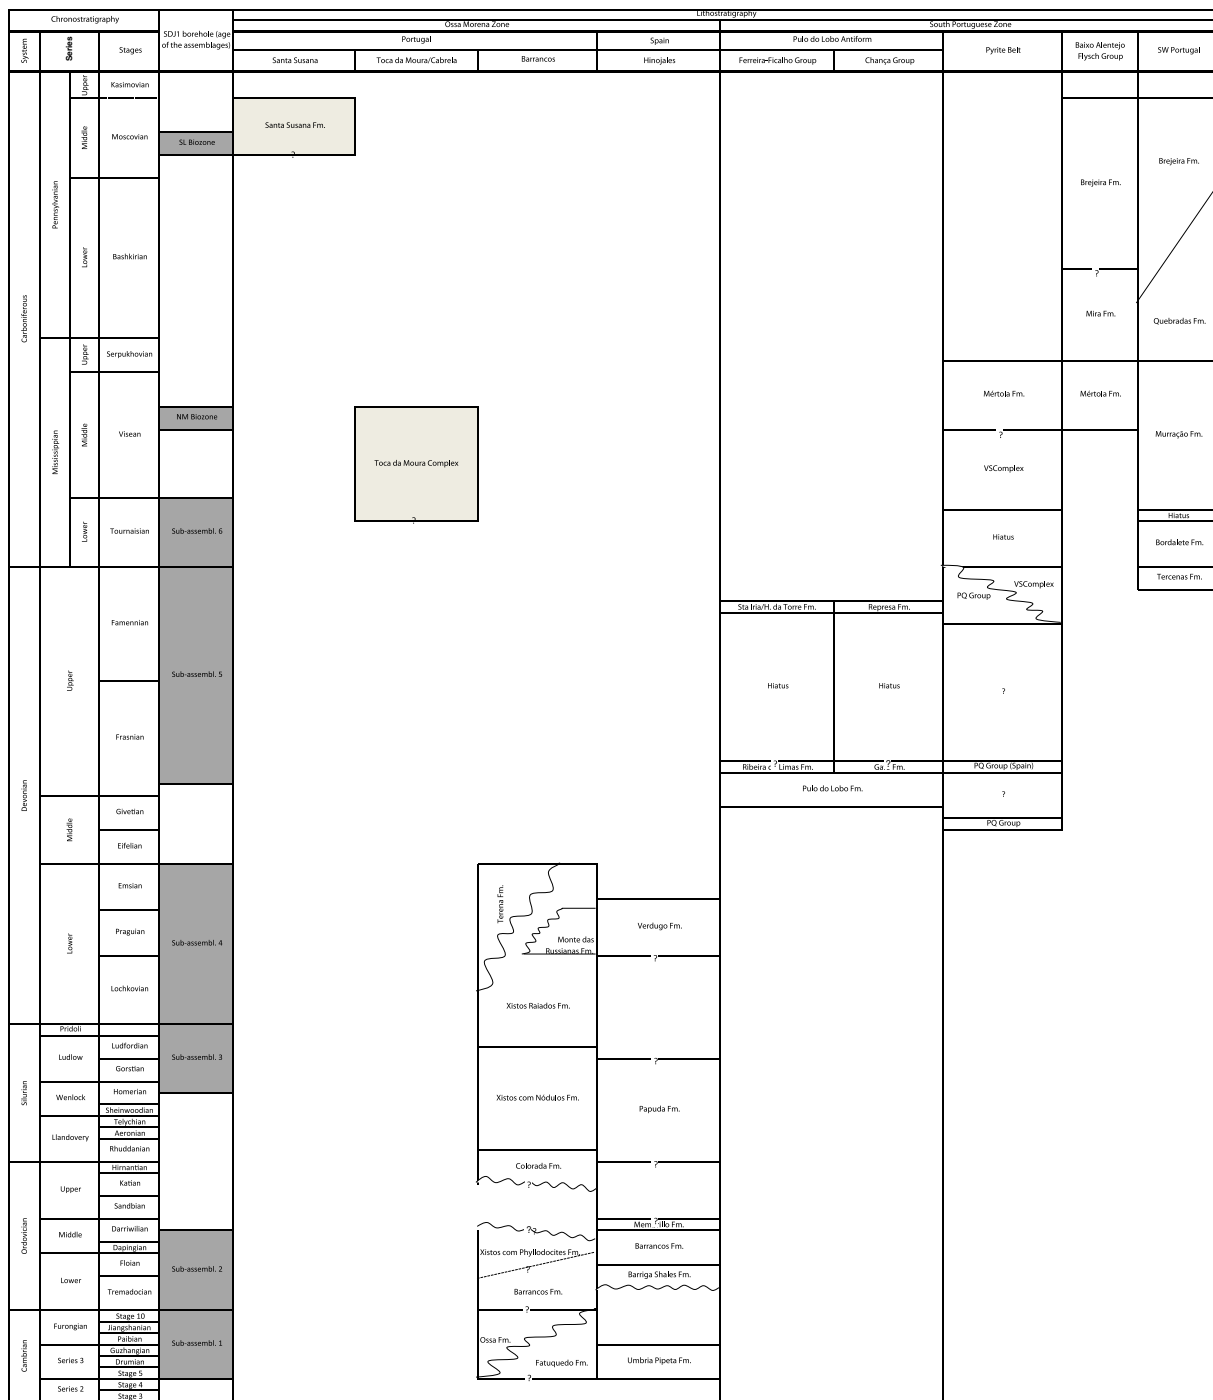 Lithostratigraphy
Chronostratigraphy
SDJ1 borehole (age
of the assemblages)
Ossa Morena Zone
South Portuguese Zone
System
Series
Stages
Portugal
Spain
Pulo do Lobo Antiform
Pyrite Belt
Baixo Alentejo
Flysch Group
SW Portugal
Santa Susana
Toca da Moura/Cabrela
Barrancos
Hinojales
Ferreira-Ficalho Group
Chança Group
Carboniferous
Pennsylvanian
Upper
Kasimovian
Middle
Moscovian
SL Biozone
Santa Susana Fm.
?
Brejeira Fm.
Brejeira Fm.
Lower
Bashkirian
?
Mira Fm.
Quebradas Fm.
Mississippian
Upper
Serpukhovian
Middle
Visean
NM Biozone
Toca da Moura Complex
?
Mértola Fm.
?
Mértola Fm.
Murração Fm.
VSComplex
Lower
Tournaisian
Sub-assembl. 6
Hiatus
Hiatus
Bordalete Fm.
Devonian
Upper
Famennian
Sub-assembl. 5
VSComplex
PQ Group
Tercenas Fm.
Sta Iria/H. da Torre Fm.
Represa Fm.
Hiatus
Hiatus
?
Frasnian
?
?
Limas Fm.
Fm.
PQ Group (Spain)
Pulo do Lobo Fm.
?
PQ Group
Middle
Givetian
Eifelian
Lower
Emsian
Praguian
Lochkovian
Sub-assembl. 4
Terena Fm.
Monte das
Russianas Fm.
Xistos Raiados Fm.
Verdugo Fm.
?
Silurian
Pridoli
Ludlow
Ludfordian
Gorstian
Sub-assembl. 3
?
Wenlock
Homerian
Sheinwoodian
Xistos com Nódulos Fm.
Papuda Fm.
Llandovery
Telychian
Aeronian
Rhuddanian
?
Ordovician
Upper
Hirnantian
Katian
Sandbian
Colorada Fm.
?
Middle
Darriwilian
Dapingian
??
?
Fm.
Sub-assembl. 2
Xistos com Phyllodocites Fm.
?
Barrancos Fm.
Lower
Floian
Tremadocian
Barriga Shales Fm.
Barrancos Fm.
?
Cambrian
Furongian
Stage 10
Jiangshanian
Paibian
Sub-assembl. 1
Ossa Fm.
Fatuquedo Fm.
?
Series 3
Guzhangian
Drumian
Stage 5
Umbria Pipeta Fm.
Series 2
Stage 4
Stage 3